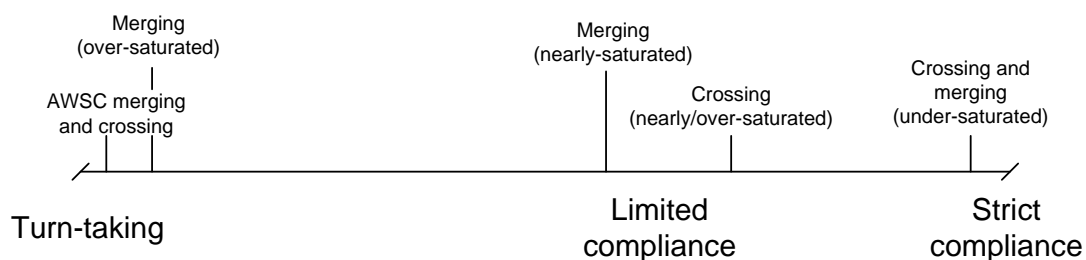 Merging
(over-saturated)
AWSC merging
and crossing
Merging
(nearly-saturated)
Crossing
(nearly/over-saturated)
Crossing and
merging
(under-saturated)
Turn-taking
Limited
compliance
Strict
compliance